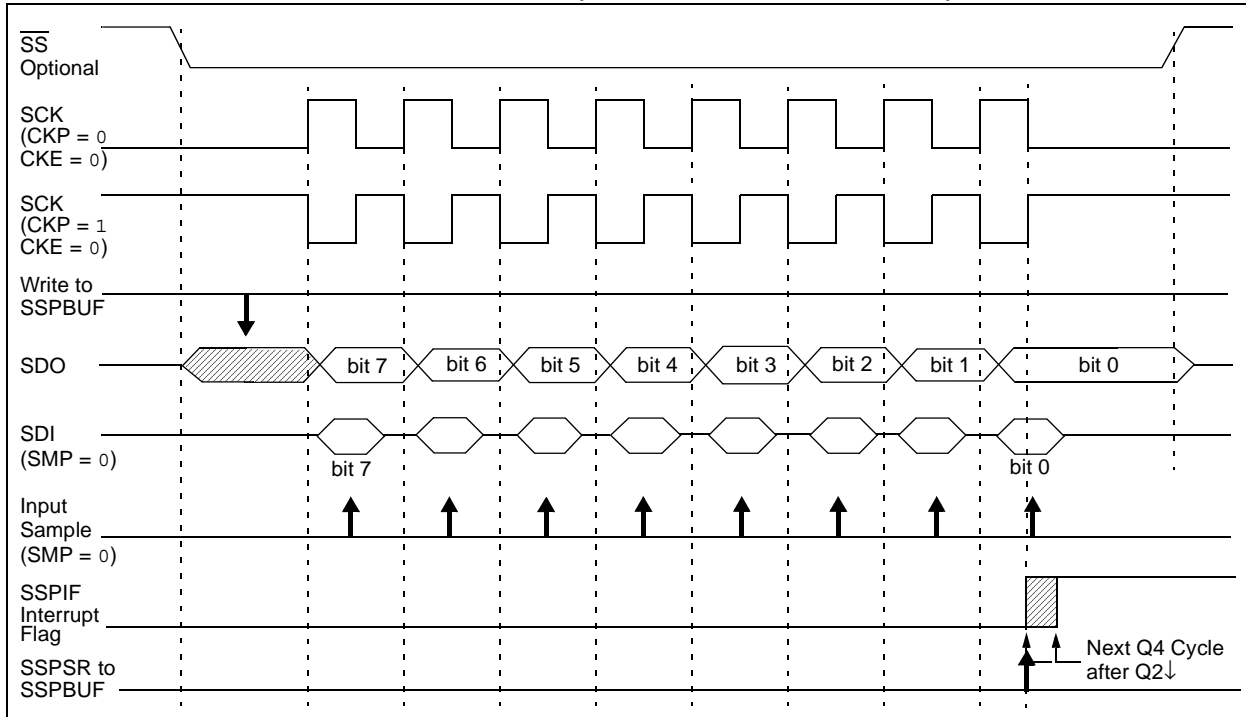 SS
Optional
SCK
(CKP = 0
CKE = 0)
SCK
(CKP = 1
CKE = 0)
Write to
SSPBUF
SDO
bit 7 bit 6 bit 5 bit 4 bit 3 bit 2 bit 1 bit 0
SDI
(SMP = 0)
bit 7 bit 0
Input
Sample
(SMP = 0)
SSPIF
Interrupt
Flag
Next Q4 Cycle
after Q2↓
SSPSR to
SSPBUF